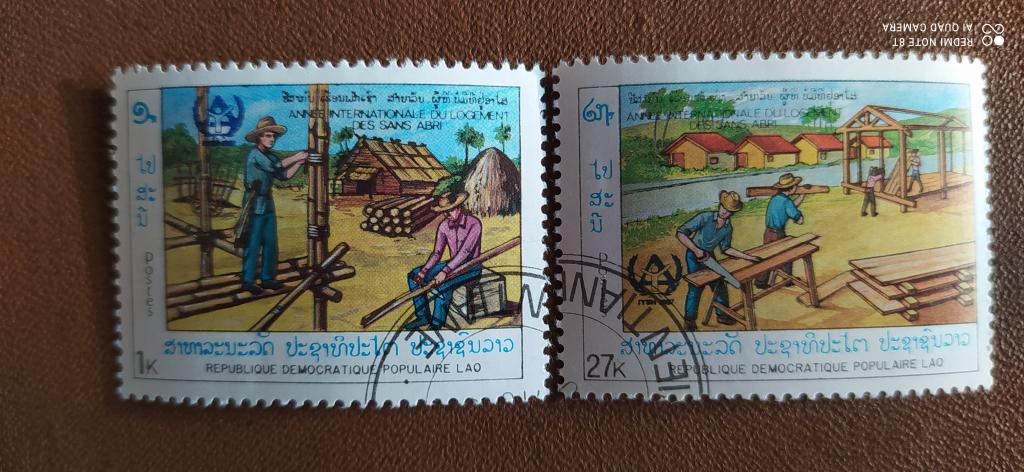 ໑
ໄປ
ສະ
ນີ
postes
ANNEE INTERNATIONALE DU LOGEMENT
DES SANS ABRI
1K
ສາທາລະນະລັດ ປະຊາທິປະໄຕ ປະຊາຊົນລາວ
REPUBLIQUE DEMOCRATIQUE POPULAIRE LAO
໒໗
ໄປ
ສະ
ນີ
ANNEE INTERNATIONALE DU LOGEMENT
DES SANS ABRI
27K
ສາທາລະນະລັດ ປະຊາທິປະໄຕ ປະຊາຊົນລາວ
REPUBLIQUE DEMOCRATIQUE POPULAIRE LAO
VIENTIANE
REDMI NOTE 8T
AI QUAD CAMERA